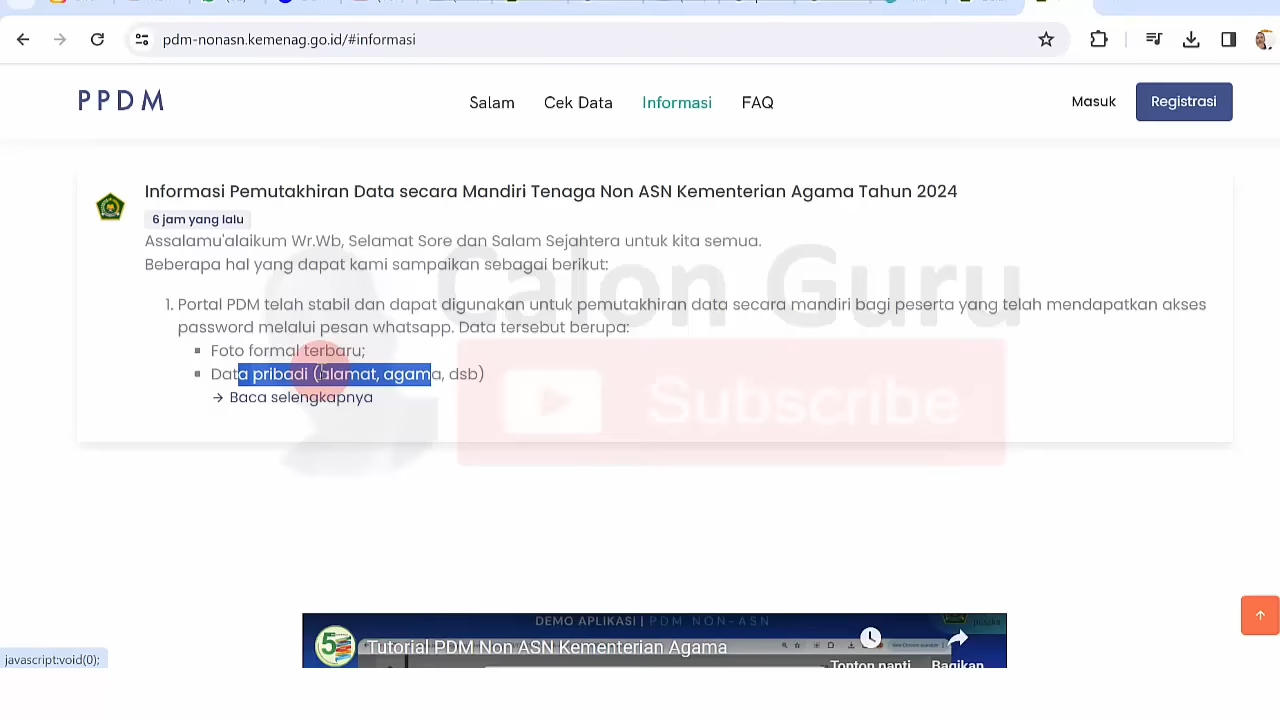 pdm-nonasn.kemenag.go.id/#informasi
PPDM
Salam
Cek Data
Informasi
FAQ
Masuk
Registrasi
Informasi Pemutakhiran Data secara Mandiri Tenaga Non ASN Kementerian Agama Tahun 2024
6 jam yang lalu
Assalamu'alaikum Wr.Wb, Selamat Sore dan Salam Sejahtera untuk kita semua.
Beberapa hal yang dapat kami sampaikan sebagai berikut:
Calon Guru
1. Portal PDM telah stabil dan dapat digunakan untuk pemutakhiran data secara mandiri bagi peserta yang telah mendapatkan akses
password melalui pesan whatsapp. Data tersebut berupa:
Foto formal terbaru;
Data pribadi (alamat, agama, dsb)
→ Baca selengkapnya
Subscribe
DEMO APLIKASI | PDM NON-ASN
5
Tutorial PDM Non ASN Kementerian Agama
Tonton nanti
Bagikan
javascript:void(0);